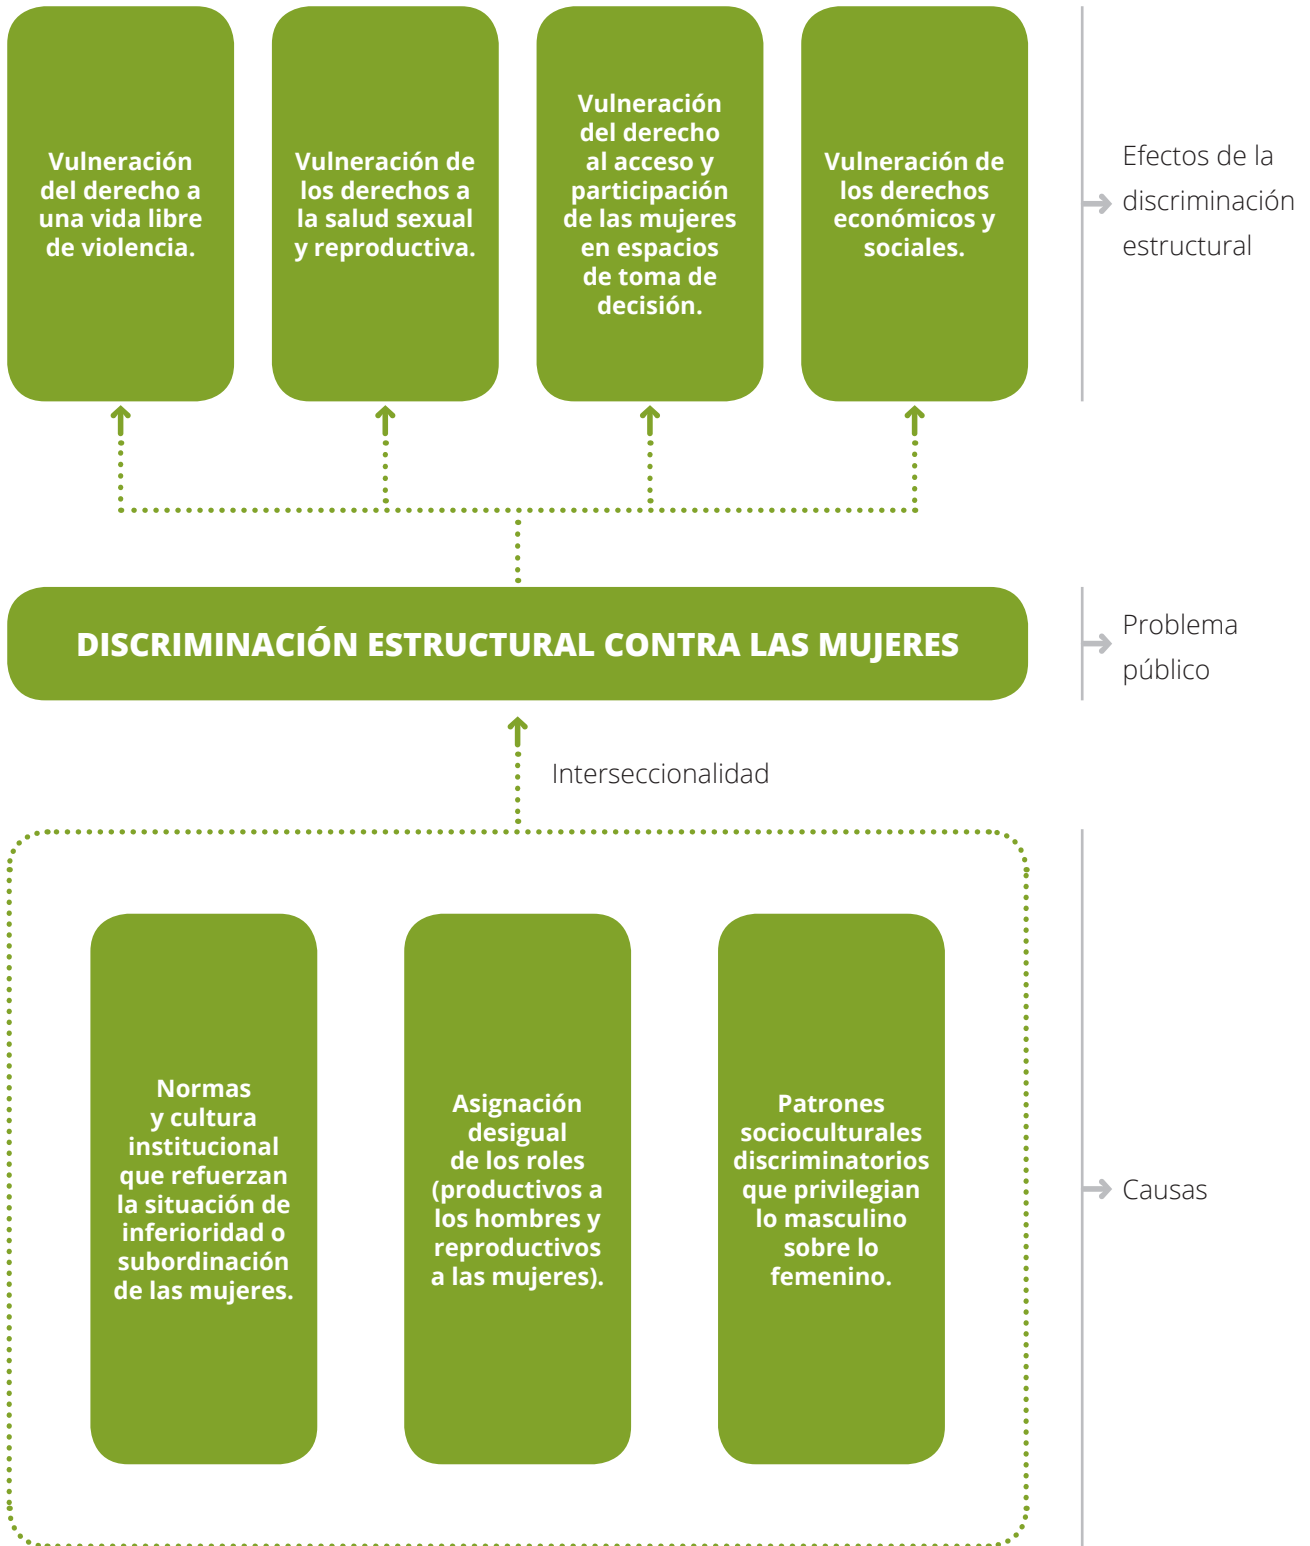 Vulneración
del derecho a
una vida libre
de violencia.
Vulneración de
los derechos a
la salud sexual
y reproductiva.
Vulneración
del derecho
al acceso y
participación
de las mujeres
en espacios
de toma de
decisión.
Vulneración de
los derechos
económicos y
sociales.
Efectos de la
discriminación
estructural
DISCRIMINACIÓN ESTRUCTURAL CONTRA LAS MUJERES
Problema
público
Interseccionalidad
Normas
y cultura
institucional
que refuerzan
la situación de
inferioridad o
subordinación
de las mujeres.
Asignación
desigual
de los roles
(productivos a
los hombres y
reproductivos
a las mujeres).
Patrones
socioculturales
discriminatorios
que privilegian
lo masculino
sobre lo
femenino.
Causas